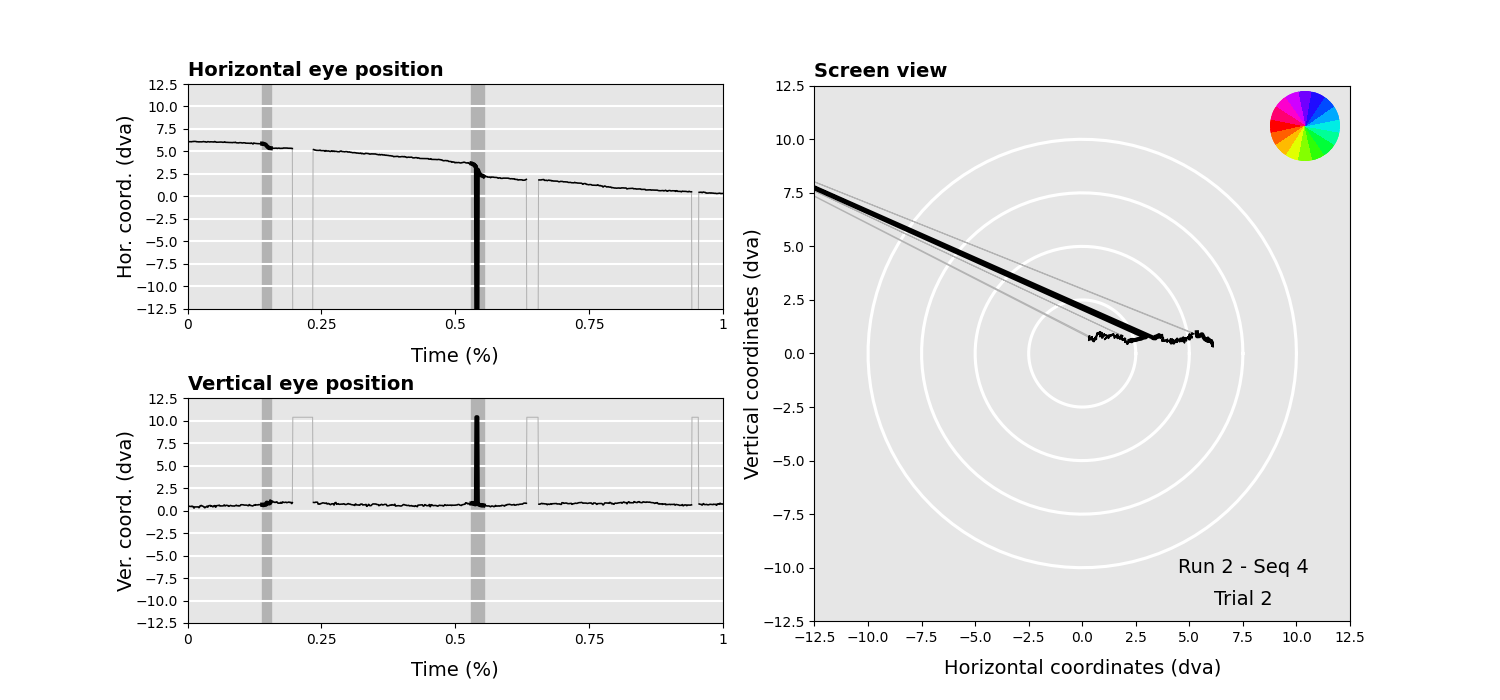 Horizontal eye position
Hor. coord. (dva)
12.5
10.0
7.5
5.0
2.5
0.0
−2.5
−5.0
−7.5
−10.0
−12.5
0 0.25 0.5 0.75 1
Time (%)
Vertical eye position
Ver. coord. (dva)
12.5
10.0
7.5
5.0
2.5
0.0
−2.5
−5.0
−7.5
−10.0
−12.5
0 0.25 0.5 0.75 1
Time (%)
Screen view
Vertical coordinates (dva)
12.5
10.0
7.5
5.0
2.5
0.0
−2.5
−5.0
−7.5
−10.0
−12.5
Run 2 - Seq 4
Trial 2
−12.5 −10.0 −7.5 −5.0 −2.5 0.0 2.5 5.0 7.5 10.0 12.5
Horizontal coordinates (dva)